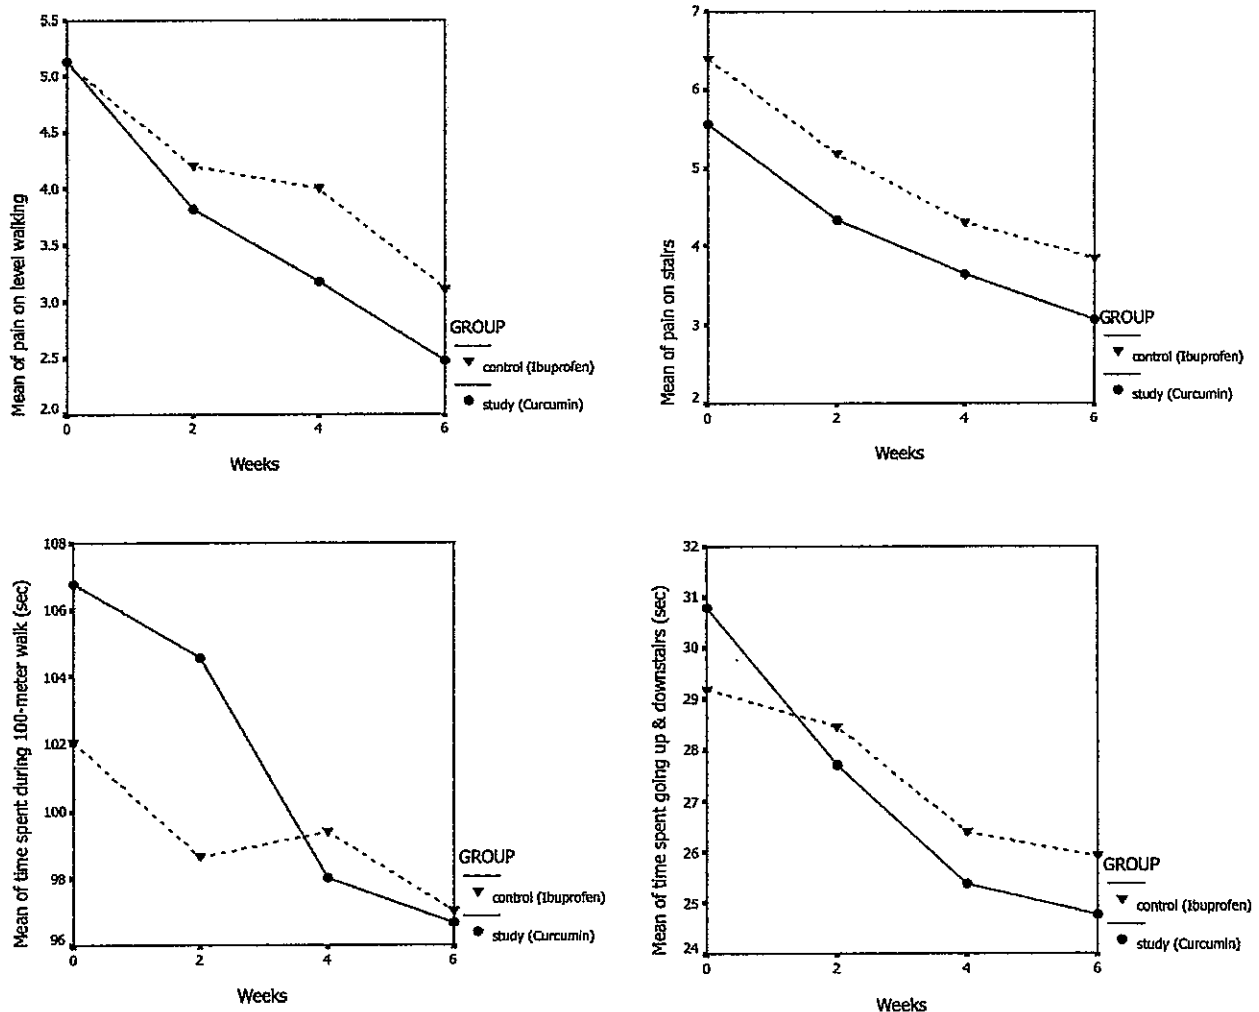 Mean of pain on level walking
5.5
5.0
4.5
4.0
3.5
3.0
2.5
2.0
0 2 4 6
Weeks
GROUP
control (Ibuprofen)
study (Curcumin)
Mean of pain on stairs
7
6
5
4
3
2
0 2 4 6
Weeks
GROUP
control (Ibuprofen)
study (Curcumin)
Mean of time spent during 100-meter walk (sec)
108
106
104
102
100
98
96
0 2 4 6
Weeks
GROUP
control (Ibuprofen)
study (Curcumin)
Mean of time spent going up & downstairs (sec)
32
31
30
29
28
27
26
25
24
0 2 4 6
Weeks
GROUP
control (Ibuprofen)
study (Curcumin)